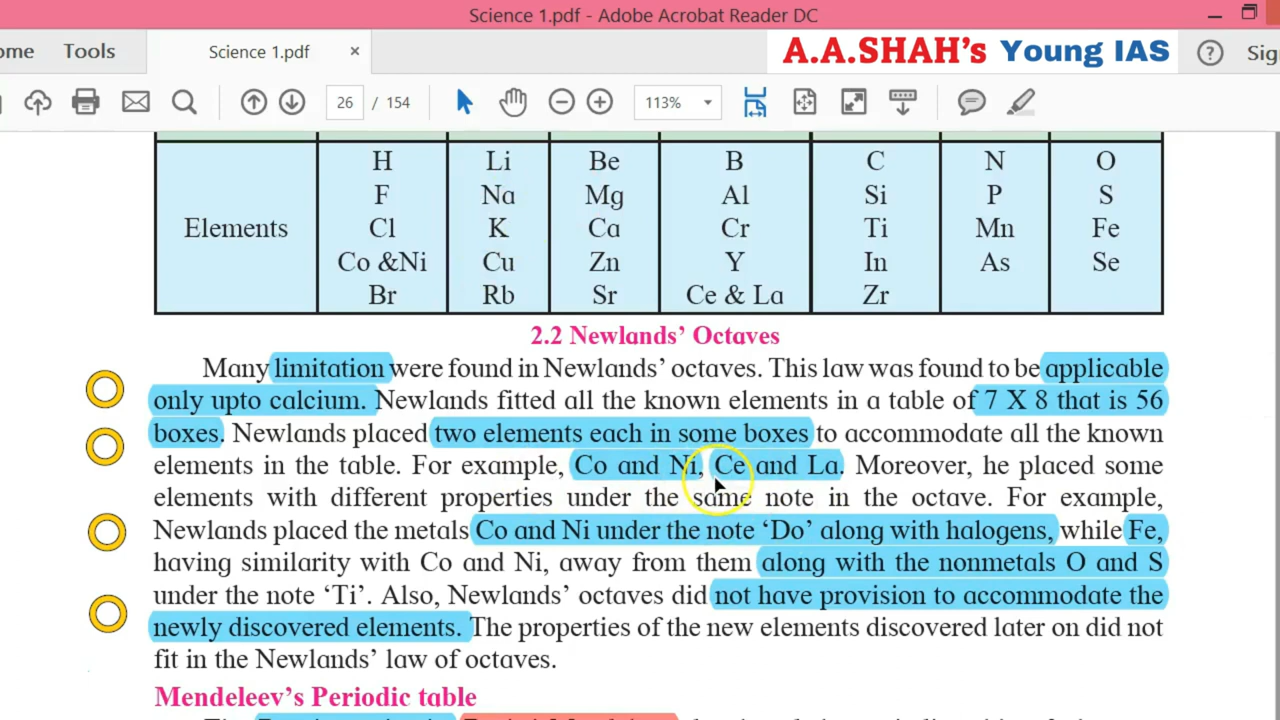 Science 1.pdf - Adobe Acrobat Reader DC
ome Tools Science 1.pdf × A.A.SHAH's Young IAS ? Sig
26 / 154 113%
H Li Be B C N O
F Na Mg Al Si P S
Elements Cl K Ca Cr Ti Mn Fe
Co &Ni Cu Zn Y In As Se
Br Rb Sr Ce & La Zr
2.2 Newlands' Octaves
Many limitation were found in Newlands' octaves. This law was found to be applicable
only upto calcium. Newlands fitted all the known elements in a table of 7 X 8 that is 56
boxes. Newlands placed two elements each in some boxes to accommodate all the known
elements in the table. For example, Co and Ni, Ce and La. Moreover, he placed some
elements with different properties under the same note in the octave. For example,
Newlands placed the metals Co and Ni under the note 'Do' along with halogens, while Fe,
having similarity with Co and Ni, away from them along with the nonmetals O and S
under the note 'Ti'. Also, Newlands' octaves did not have provision to accommodate the
newly discovered elements. The properties of the new elements discovered later on did not
fit in the Newlands' law of octaves.
Mendeleev's Periodic table